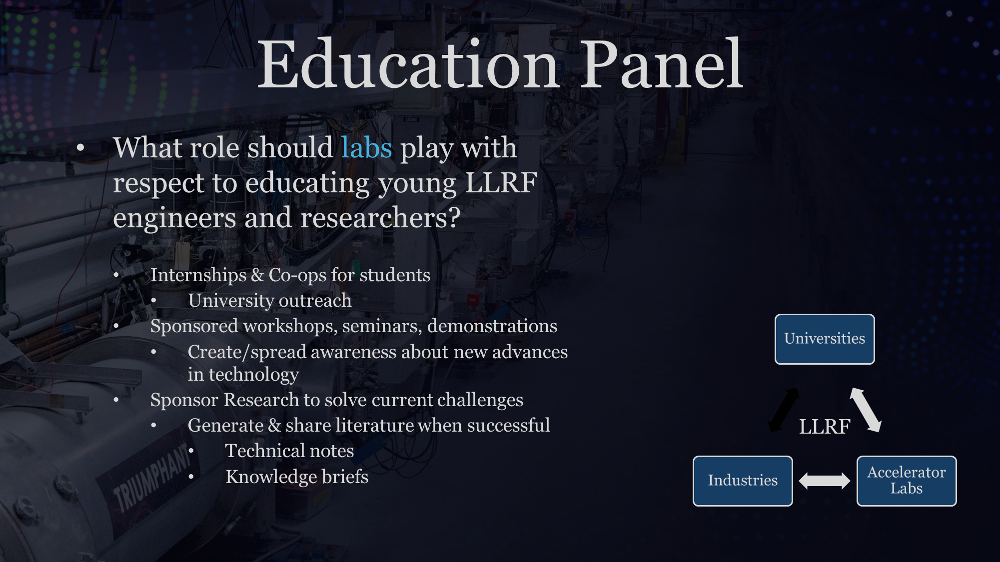 Education Panel
• What role should labs play with
respect to educating young LLRF
engineers and researchers?
• Internships & Co-ops for students
• University outreach
• Sponsored workshops, seminars, demonstrations
• Create/spread awareness about new advances
in technology
• Sponsor Research to solve current challenges
• Generate & share literature when successful
• Technical notes
• Knowledge briefs
Universities
LLRF
Industries
Accelerator
Labs
TRIUMPHANT
5